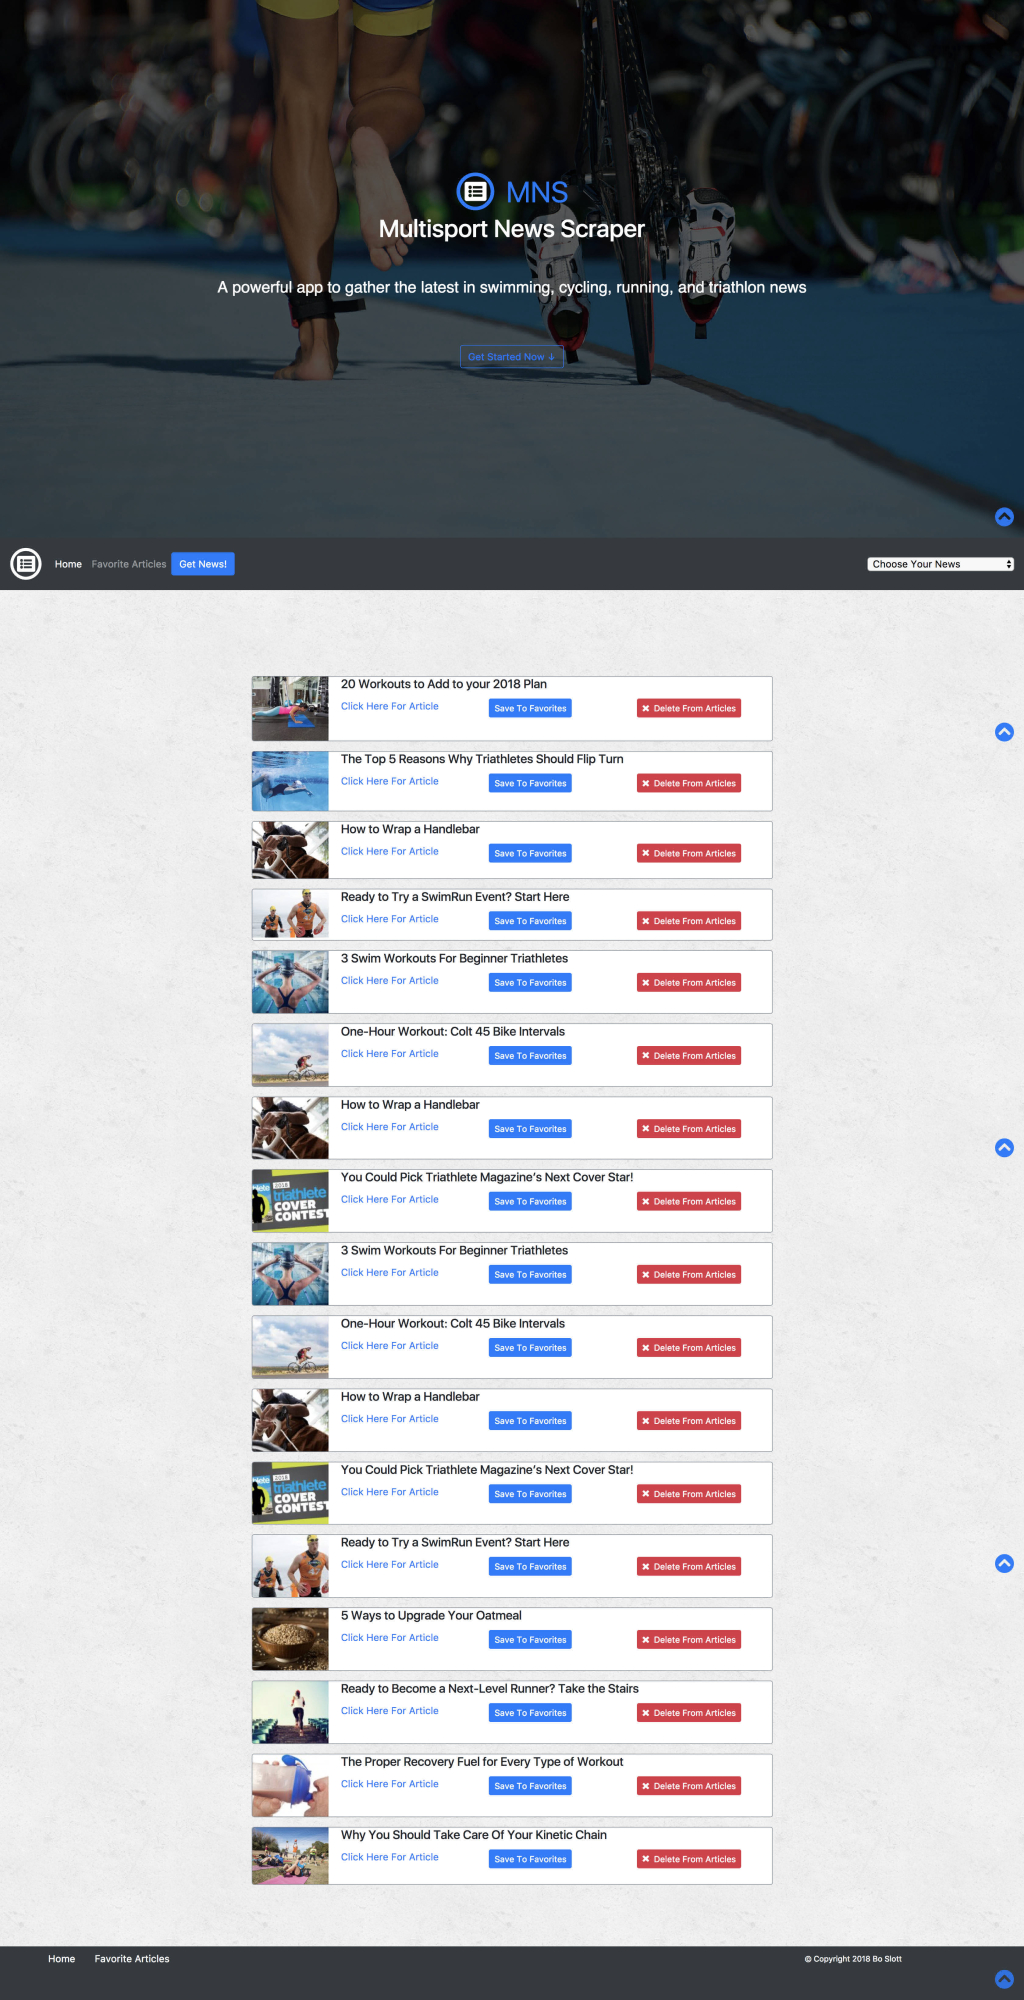 MNS
Multisport News Scraper
A powerful app to gather the latest in swimming, cycling, running, and triathlon news
Get Started Now ↓
Home Favorite Articles Get News! Choose Your News
20 Workouts to Add to your 2018 Plan
Click Here For Article Save To Favorites ✖ Delete From Articles
The Top 5 Reasons Why Triathletes Should Flip Turn
Click Here For Article Save To Favorites ✖ Delete From Articles
How to Wrap a Handlebar
Click Here For Article Save To Favorites ✖ Delete From Articles
Ready to Try a SwimRun Event? Start Here
Click Here For Article Save To Favorites ✖ Delete From Articles
3 Swim Workouts For Beginner Triathletes
Click Here For Article Save To Favorites ✖ Delete From Articles
One-Hour Workout: Colt 45 Bike Intervals
Click Here For Article Save To Favorites ✖ Delete From Articles
How to Wrap a Handlebar
Click Here For Article Save To Favorites ✖ Delete From Articles
You Could Pick Triathlete Magazine's Next Cover Star!
2018
triathlete
COVER
CONTEST
Click Here For Article Save To Favorites ✖ Delete From Articles
3 Swim Workouts For Beginner Triathletes
Click Here For Article Save To Favorites ✖ Delete From Articles
One-Hour Workout: Colt 45 Bike Intervals
Click Here For Article Save To Favorites ✖ Delete From Articles
How to Wrap a Handlebar
Click Here For Article Save To Favorites ✖ Delete From Articles
You Could Pick Triathlete Magazine's Next Cover Star!
2018
triathlete
COVER
CONTEST
Click Here For Article Save To Favorites ✖ Delete From Articles
Ready to Try a SwimRun Event? Start Here
Click Here For Article Save To Favorites ✖ Delete From Articles
5 Ways to Upgrade Your Oatmeal
Click Here For Article Save To Favorites ✖ Delete From Articles
Ready to Become a Next-Level Runner? Take the Stairs
Click Here For Article Save To Favorites ✖ Delete From Articles
The Proper Recovery Fuel for Every Type of Workout
Click Here For Article Save To Favorites ✖ Delete From Articles
Why You Should Take Care Of Your Kinetic Chain
Click Here For Article Save To Favorites ✖ Delete From Articles
Home Favorite Articles © Copyright 2018 Bo Slott